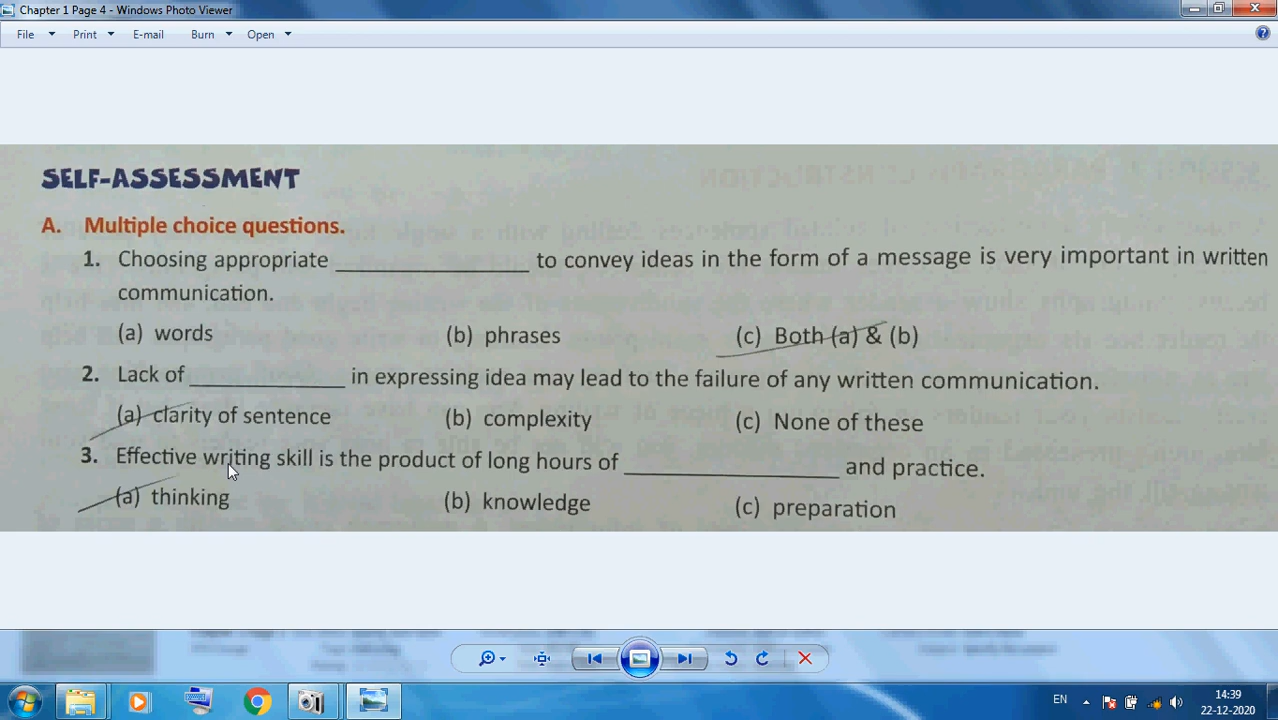 Chapter 1 Page 4 - Windows Photo Viewer
File Print E-mail Burn Open
SELF-ASSESSMENT
A. Multiple choice questions.
1. Choosing appropriate ____________ to convey ideas in the form of a message is very important in written
communication.
(a) words (b) phrases (c) Both (a) & (b)
2. Lack of ____________ in expressing idea may lead to the failure of any written communication.
(a) clarity of sentence (b) complexity (c) None of these
3. Effective writing skill is the product of long hours of ____________ and practice.
(a) thinking (b) knowledge (c) preparation
EN 14:39
22-12-2020